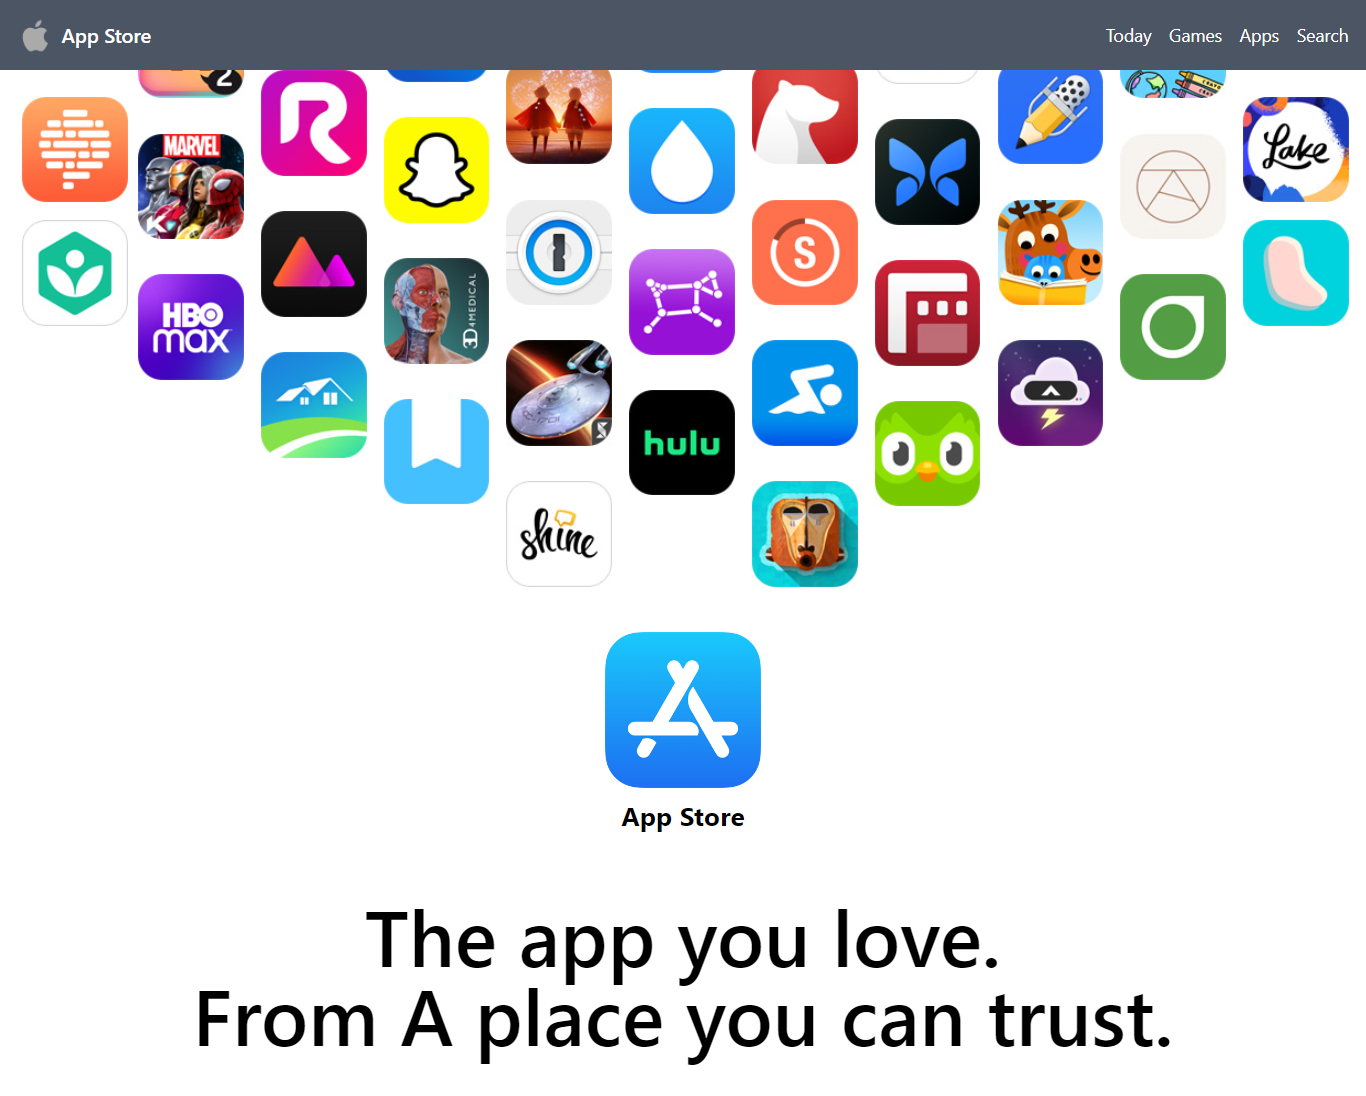 App Store
Today Games Apps Search
2
R
MARVEL
K
Lake
S
HBO
max
3D4MEDICAL
hulu
shine
App Store
The app you love.
From A place you can trust.